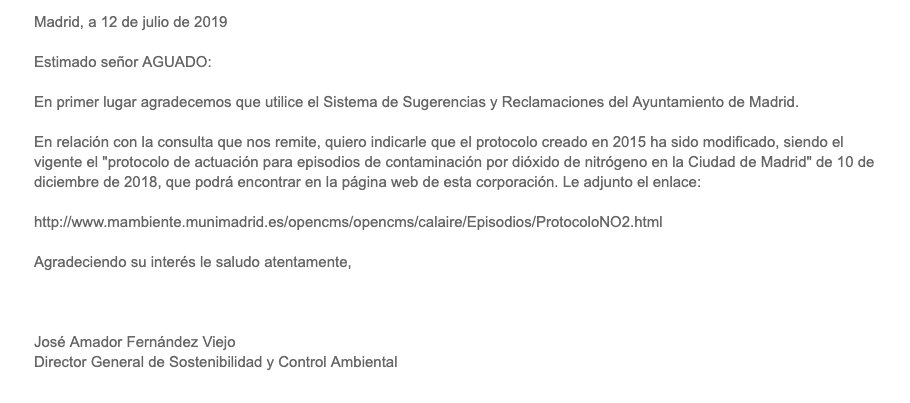 Madrid, a 12 de julio de 2019
Estimado señor AGUADO:
En primer lugar agradecemos que utilice el Sistema de Sugerencias y Reclamaciones del Ayuntamiento de Madrid.
En relación con la consulta que nos remite, quiero indicarle que el protocolo creado en 2015 ha sido modificado, siendo el
vigente el "protocolo de actuación para episodios de contaminación por dióxido de nitrógeno en la Ciudad de Madrid" de 10 de
diciembre de 2018, que podrá encontrar en la página web de esta corporación. Le adjunto el enlace:
http://www.mambiente.munimadrid.es/opencms/opencms/calaire/Episodios/ProtocoloNO2.html
Agradeciendo su interés le saludo atentamente,
José Amador Fernández Viejo
Director General de Sostenibilidad y Control Ambiental